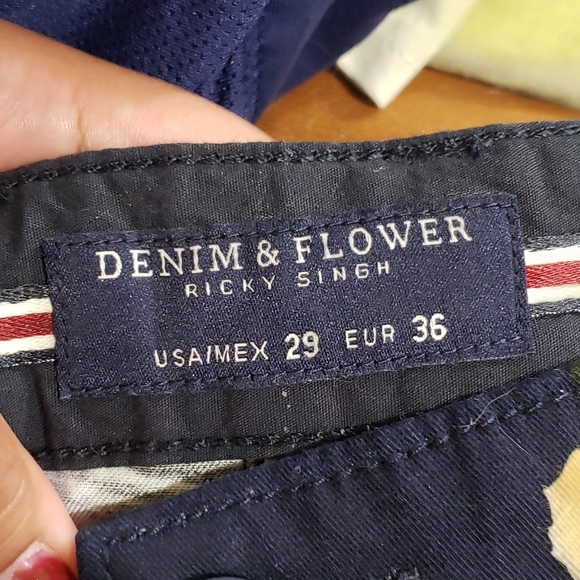 DENIM & FLOWER
RICKY SINGH
USA/MEX 29 EUR 36